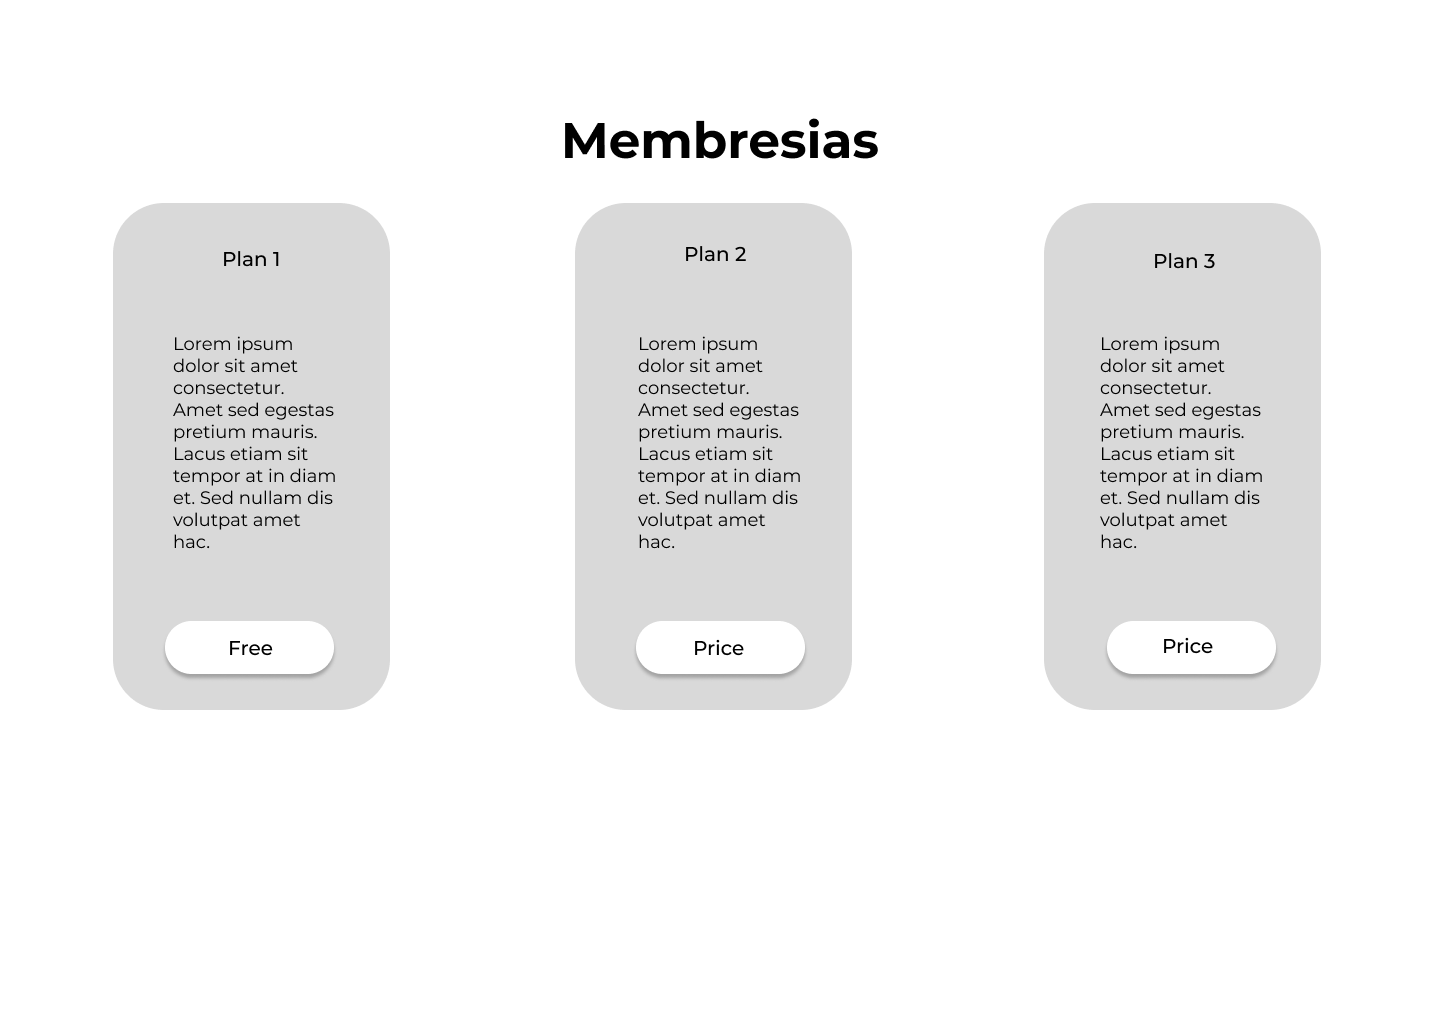 Membresias
Plan 1
Lorem ipsum
dolor sit amet
consectetur.
Amet sed egestas
pretium mauris.
Lacus etiam sit
tempor at in diam
et. Sed nullam dis
volutpat amet
hac.
Free
Plan 2
Lorem ipsum
dolor sit amet
consectetur.
Amet sed egestas
pretium mauris.
Lacus etiam sit
tempor at in diam
et. Sed nullam dis
volutpat amet
hac.
Price
Plan 3
Lorem ipsum
dolor sit amet
consectetur.
Amet sed egestas
pretium mauris.
Lacus etiam sit
tempor at in diam
et. Sed nullam dis
volutpat amet
hac.
Price